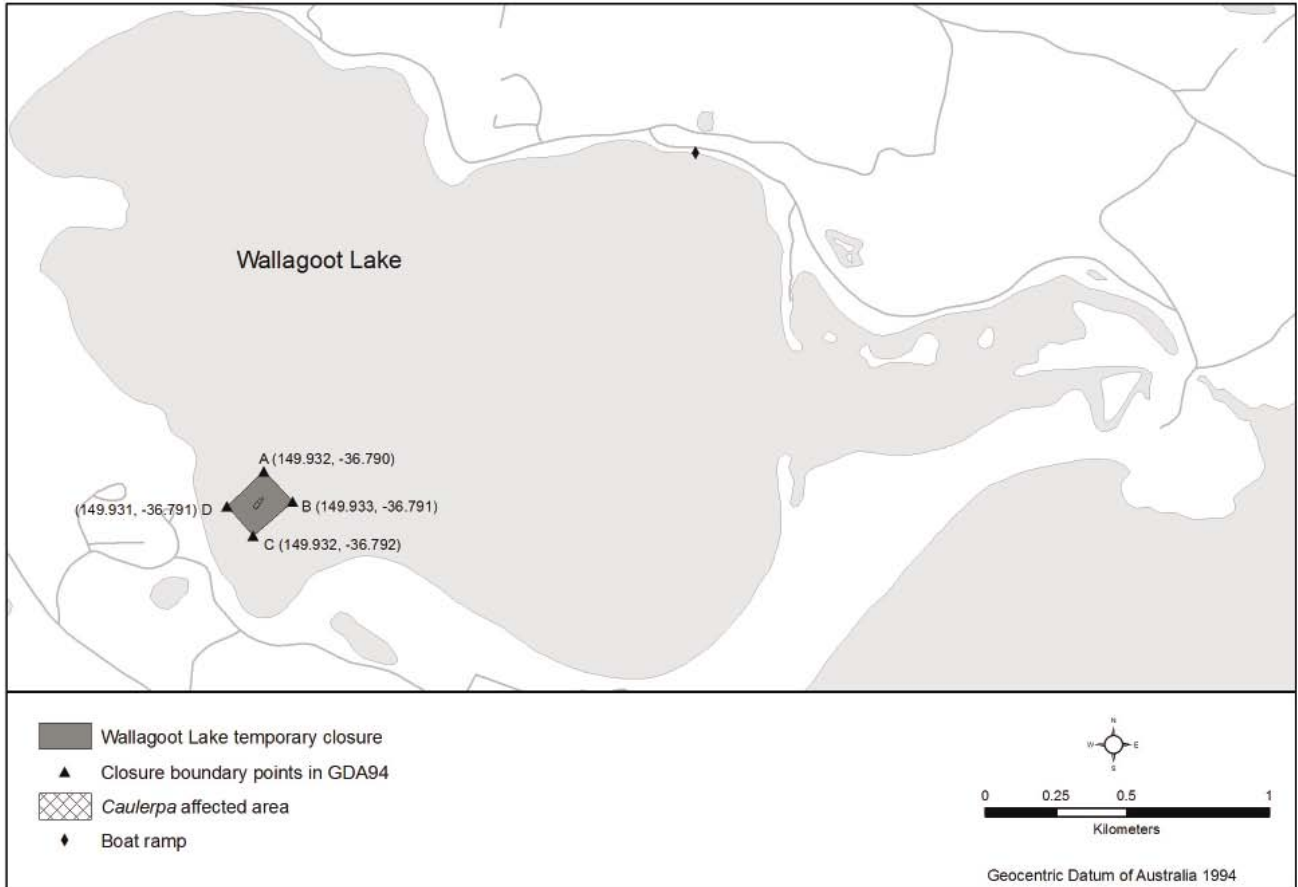 Wallagoot Lake
A (149.932, -36.790)
(149.931, -36.791) D
B (149.933, -36.791)
C (149.932, -36.792)
Wallagoot Lake temporary closure
Closure boundary points in GDA94
Caulerpa affected area
Boat ramp
N
W
E
S
0 0.25 0.5 1
Kilometers
Geocentric Datum of Australia 1994